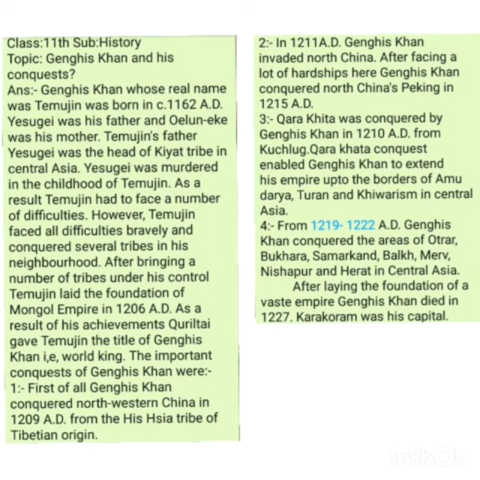 Class:11th Sub:History
Topic: Genghis Khan and his
conquests?
Ans:- Genghis Khan whose real name
was Temujin was born in c.1162 A.D.
Yesugei was his father and Oelun-eke
was his mother. Temujin's father
Yesugei was the head of Kiyat tribe in
central Asia. Yesugei was murdered
in the childhood of Temujin. As a
result Temujin had to face a number
of difficulties. However, Temujin
faced all difficulties bravely and
conquered several tribes in his
neighbourhood. After bringing a
number of tribes under his control
Temujin laid the foundation of
Mongol Empire in 1206 A.D. As a
result of his achievements Quriltai
gave Temujin the title of Genghis
Khan i,e, world king. The important
conquests of Genghis Khan were:-
1:- First of all Genghis Khan
conquered north-western China in
1209 A.D. from the His Hsia tribe of
Tibetian origin.
2:- In 1211A.D. Genghis Khan
invaded north China. After facing a
lot of hardships here Genghis Khan
conquered north China's Peking in
1215 A.D.
3:- Qara Khita was conquered by
Genghis Khan in 1210 A.D. from
Kuchlug.Qara khata conquest
enabled Genghis Khan to extend
his empire upto the borders of Amu
darya, Turan and Khiwarism in central
Asia.
4:- From 1219- 1222 A.D. Genghis
Khan conquered the areas of Otrar,
Bukhara, Samarkand, Balkh, Merv,
Nishapur and Herat in Central Asia.
After laying the foundation of a
vaste empire Genghis Khan died in
1227. Karakoram was his capital.
InShOt